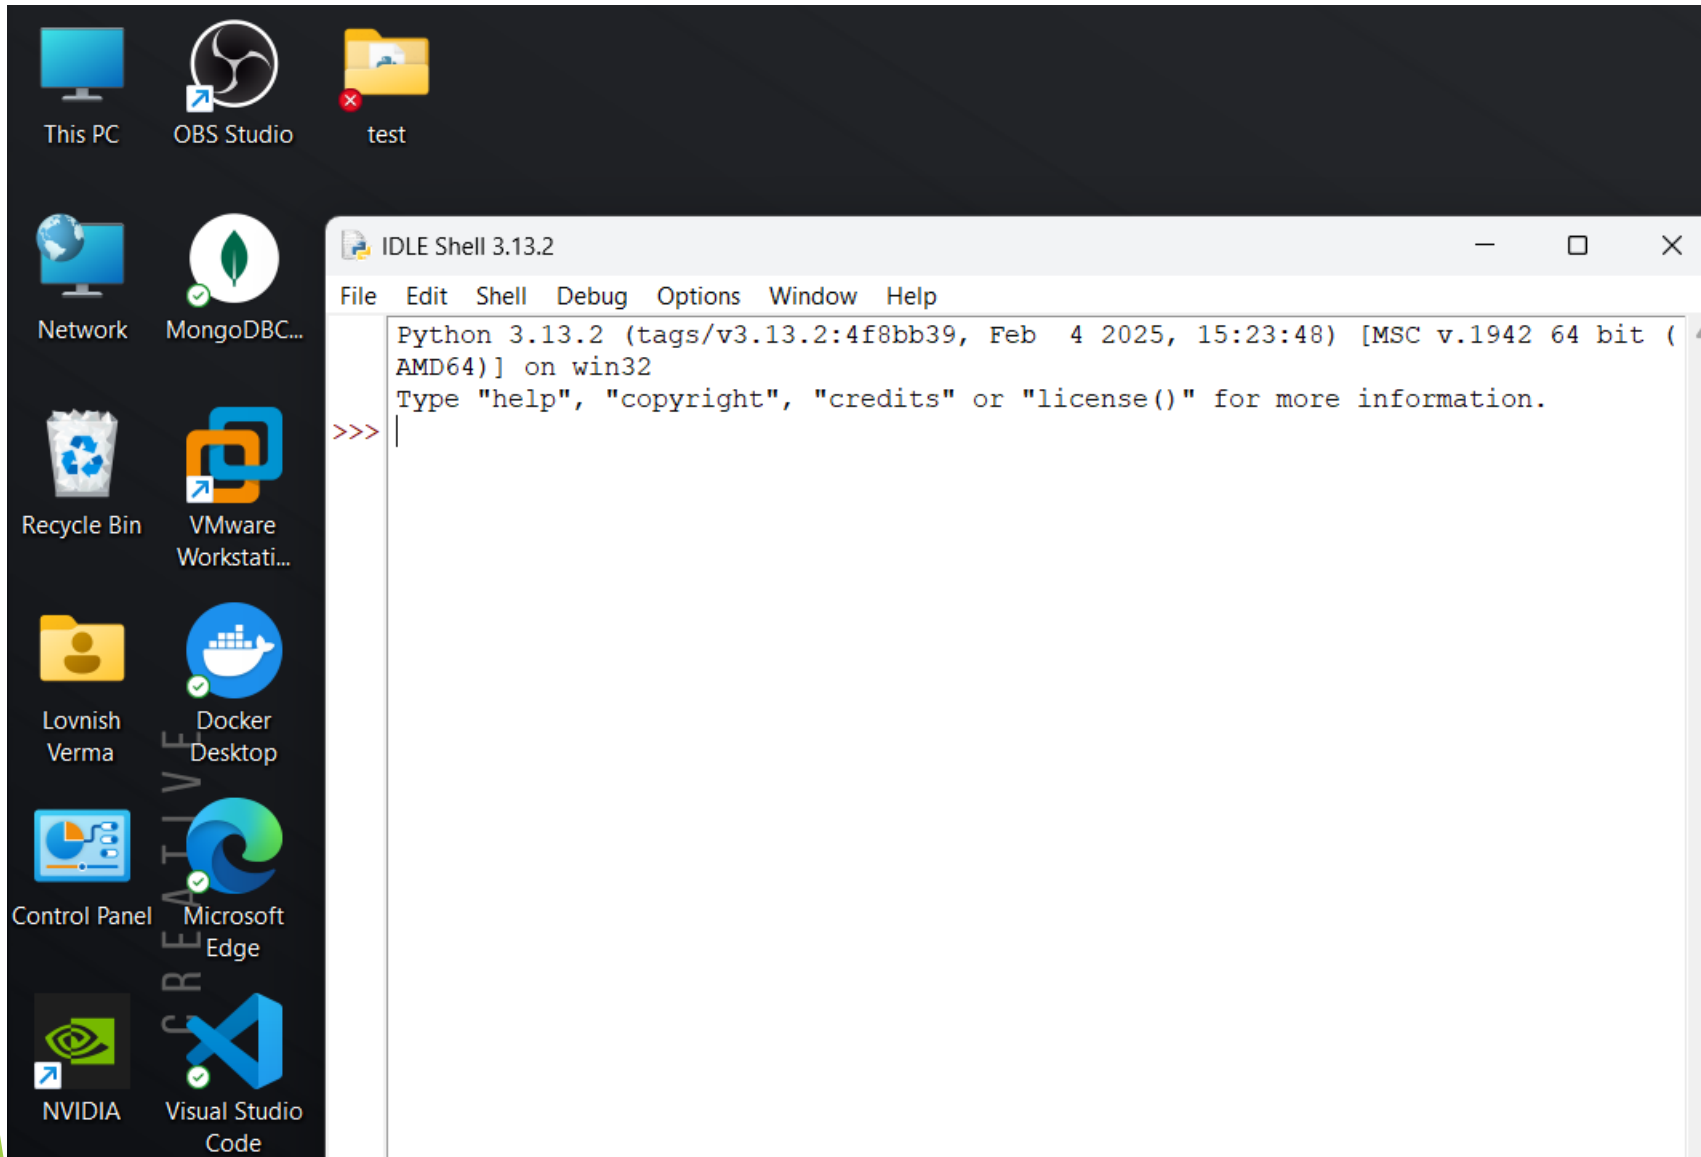 This PC
OBS Studio
test
Network
MongoDBC...
Recycle Bin
VMware
Workstati...
Lovnish
Verma
Docker
Desktop
Control Panel
Microsoft
Edge
NVIDIA
Visual Studio
Code
CREATIVE
IDLE Shell 3.13.2
File Edit Shell Debug Options Window Help
Python 3.13.2 (tags/v3.13.2:4f8bb39, Feb  4 2025, 15:23:48) [MSC v.1942 64 bit (
AMD64)] on win32
Type "help", "copyright", "credits" or "license()" for more information.
>>>